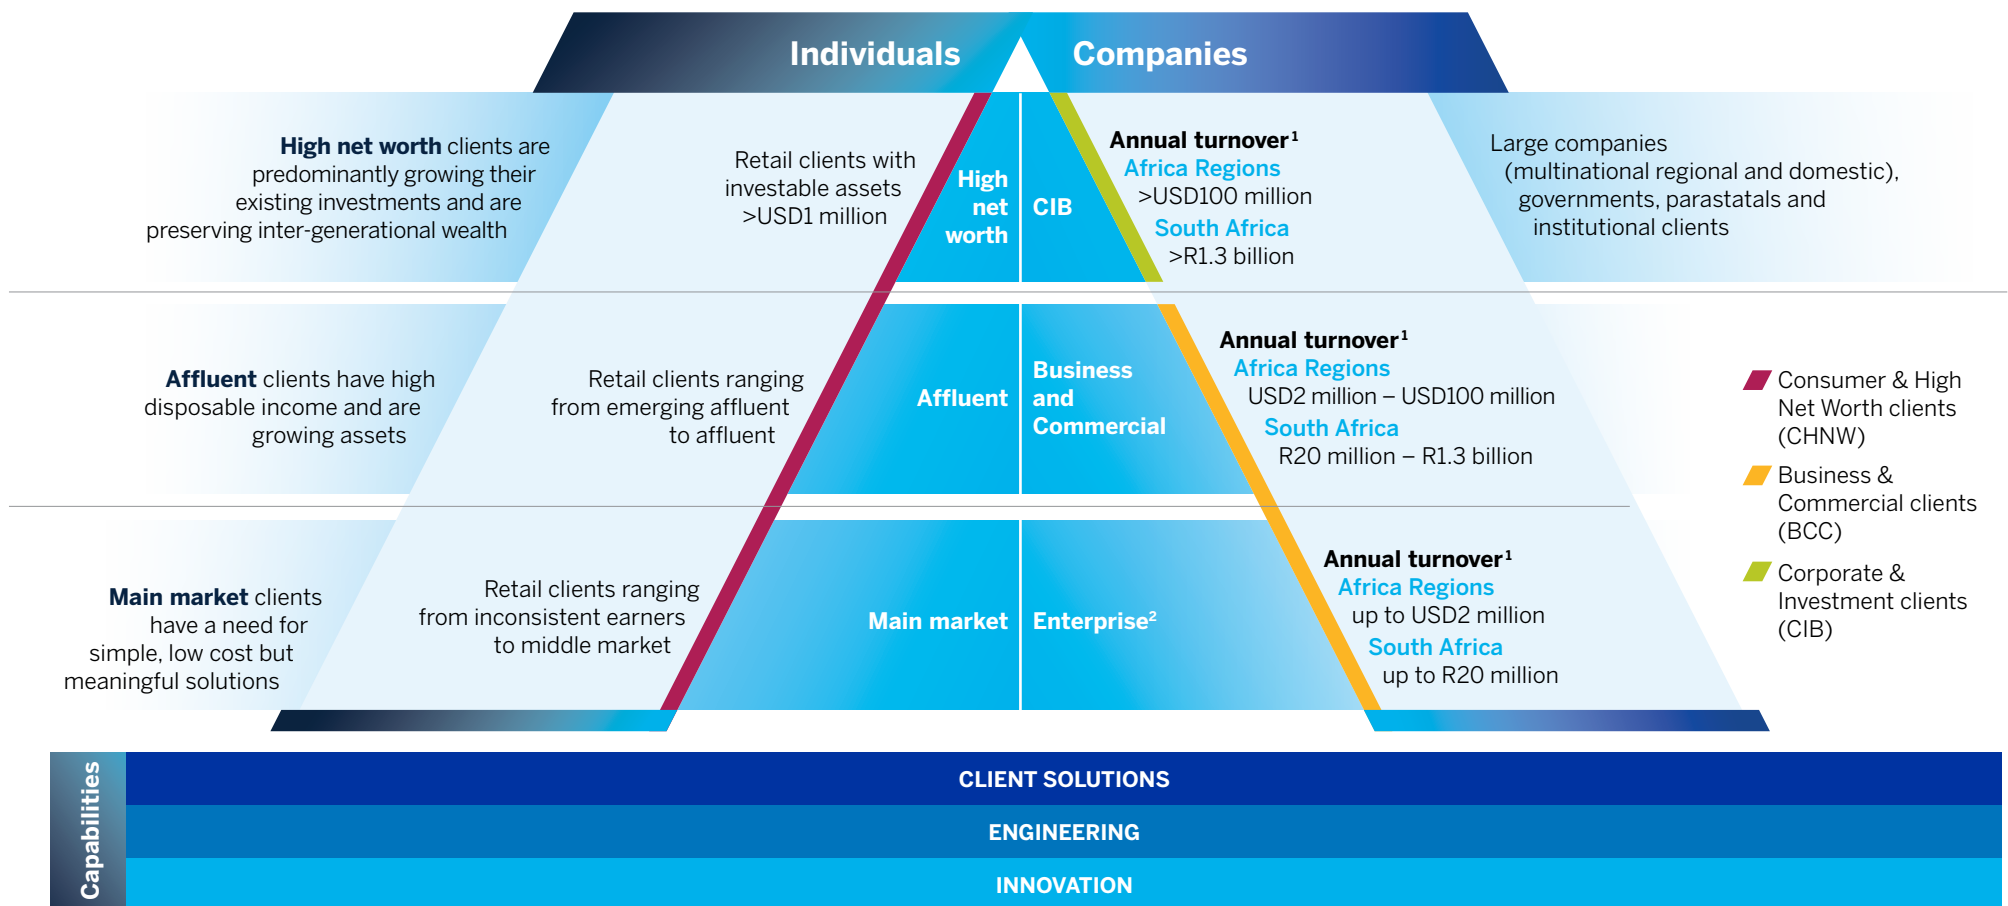 Individuals
Companies
High net worth clients are
predominantly growing their
existing investments and are
preserving inter-generational wealth
Retail clients with
investable assets
>USD1 million
High
net
worth
CIB
Annual turnover¹
Africa Regions
>USD100 million
South Africa
>R1.3 billion
Large companies
(multinational regional and domestic),
governments, parastatals and
institutional clients
Affluent clients have high
disposable income and are
growing assets
Retail clients ranging
from emerging affluent
to affluent
Affluent
Business
and
Commercial
Annual turnover¹
Africa Regions
USD2 million – USD100 million
South Africa
R20 million – R1.3 billion
Main market clients
have a need for
simple, low cost but
meaningful solutions
Retail clients ranging
from inconsistent earners
to middle market
Main market
Enterprise²
Annual turnover¹
Africa Regions
up to USD2 million
South Africa
up to R20 million
Consumer & High
Net Worth clients
(CHNW)
Business &
Commercial clients
(BCC)
Corporate &
Investment clients
(CIB)
Capabilities
CLIENT SOLUTIONS
ENGINEERING
INNOVATION